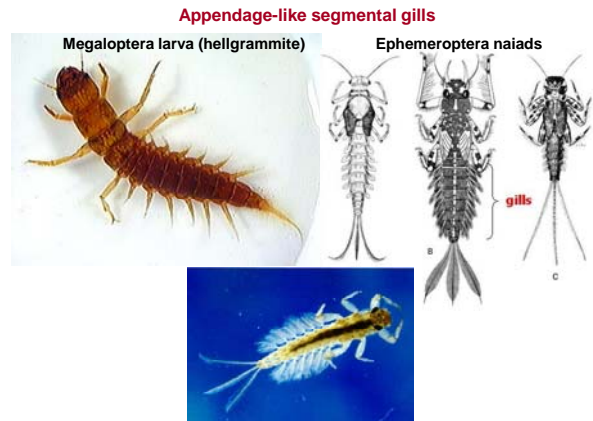 Appendage-like segmental gills
Megaloptera larva (hellgrammite)
Ephemeroptera naiads
gills
B
C